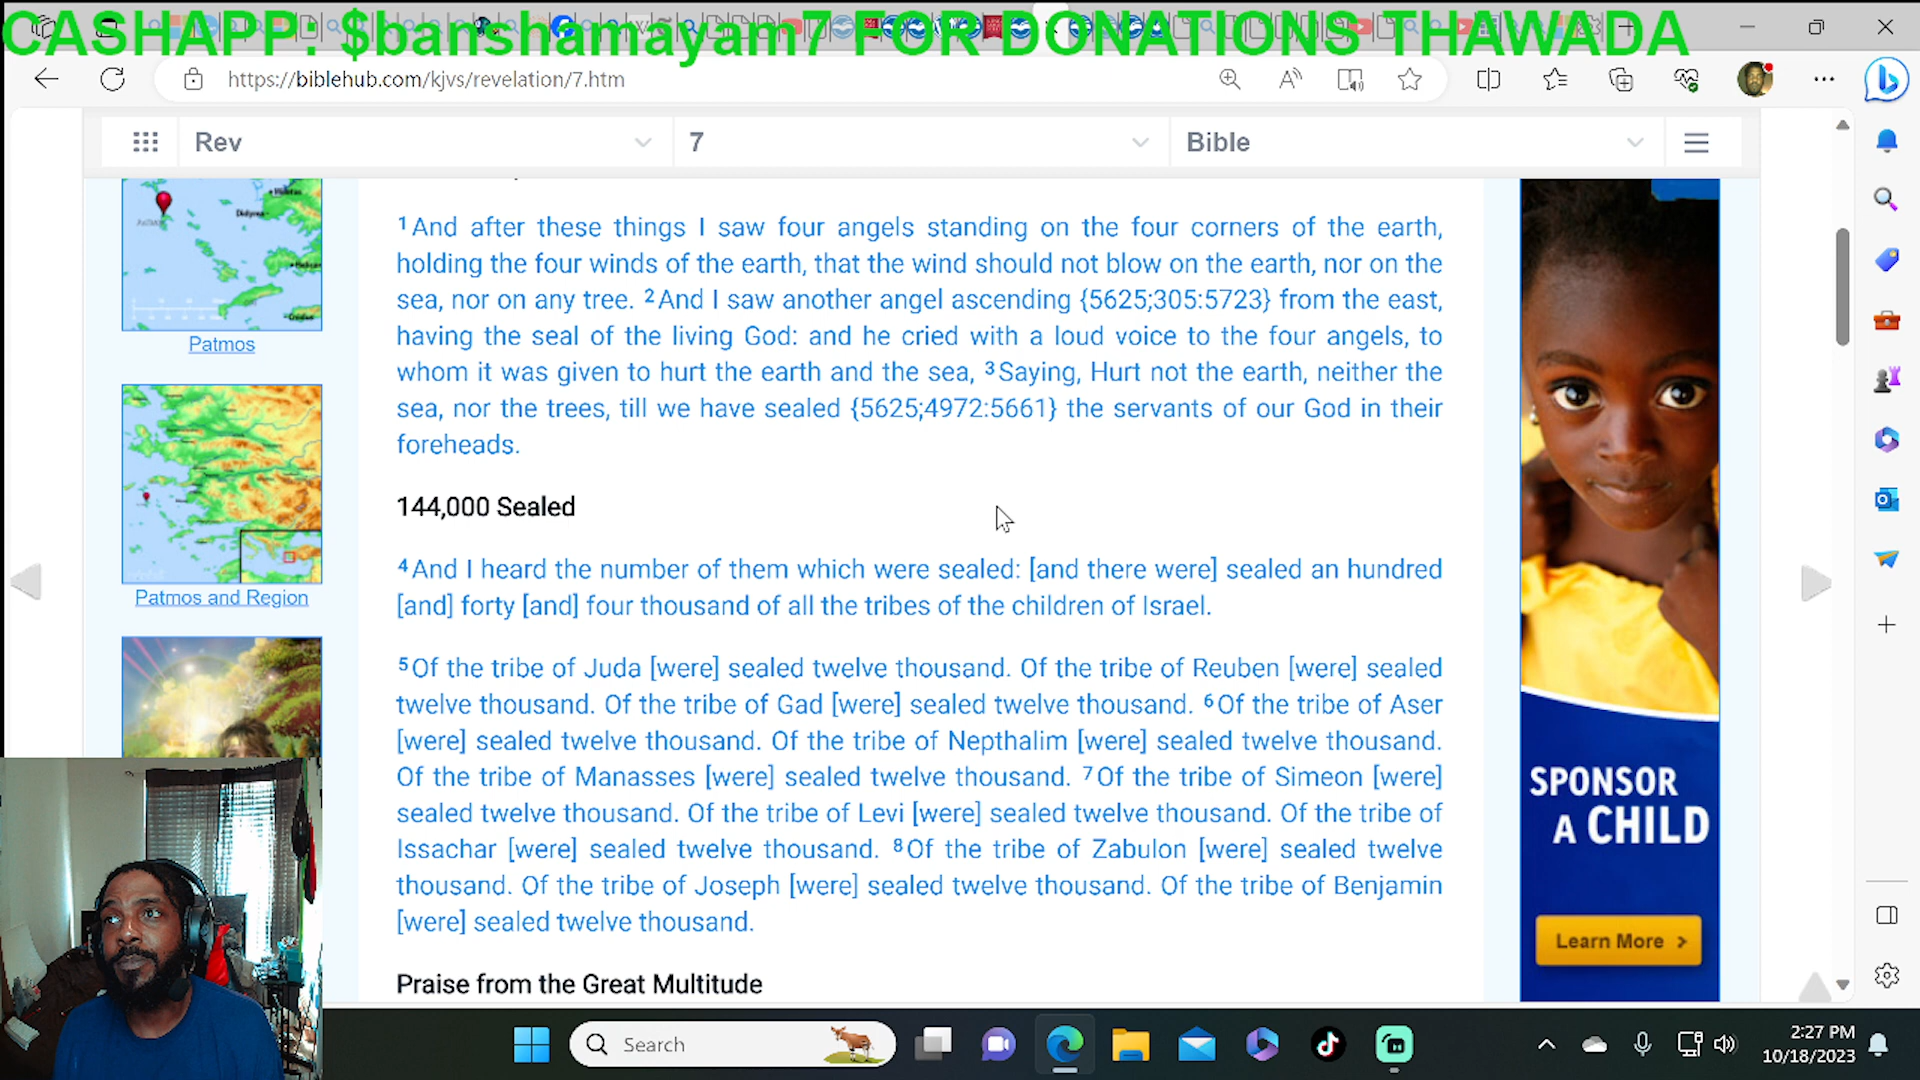 CASHAPP: $banshamayam7 FOR DONATIONS THAWADA
https://biblehub.com/kjvs/revelation/7.htm
Rev
7
Bible
Patmos
Patmos and Region
1And after these things I saw four angels standing on the four corners of the earth,
holding the four winds of the earth, that the wind should not blow on the earth, nor on the
sea, nor on any tree. 2And I saw another angel ascending {5625;305:5723} from the east,
having the seal of the living God: and he cried with a loud voice to the four angels, to
whom it was given to hurt the earth and the sea, 3Saying, Hurt not the earth, neither the
sea, nor the trees, till we have sealed {5625;4972:5661} the servants of our God in their
foreheads.
144,000 Sealed
4And I heard the number of them which were sealed: [and there were] sealed an hundred
[and] forty [and] four thousand of all the tribes of the children of Israel.
5Of the tribe of Juda [were] sealed twelve thousand. Of the tribe of Reuben [were] sealed
twelve thousand. Of the tribe of Gad [were] sealed twelve thousand. 6Of the tribe of Aser
[were] sealed twelve thousand. Of the tribe of Nepthalim [were] sealed twelve thousand.
Of the tribe of Manasses [were] sealed twelve thousand. 7Of the tribe of Simeon [were]
sealed twelve thousand. Of the tribe of Levi [were] sealed twelve thousand. Of the tribe of
Issachar [were] sealed twelve thousand. 8Of the tribe of Zabulon [were] sealed twelve
thousand. Of the tribe of Joseph [were] sealed twelve thousand. Of the tribe of Benjamin
[were] sealed twelve thousand.
Praise from the Great Multitude
SPONSOR
A CHILD
Learn More >
Search
2:27 PM
10/18/2023